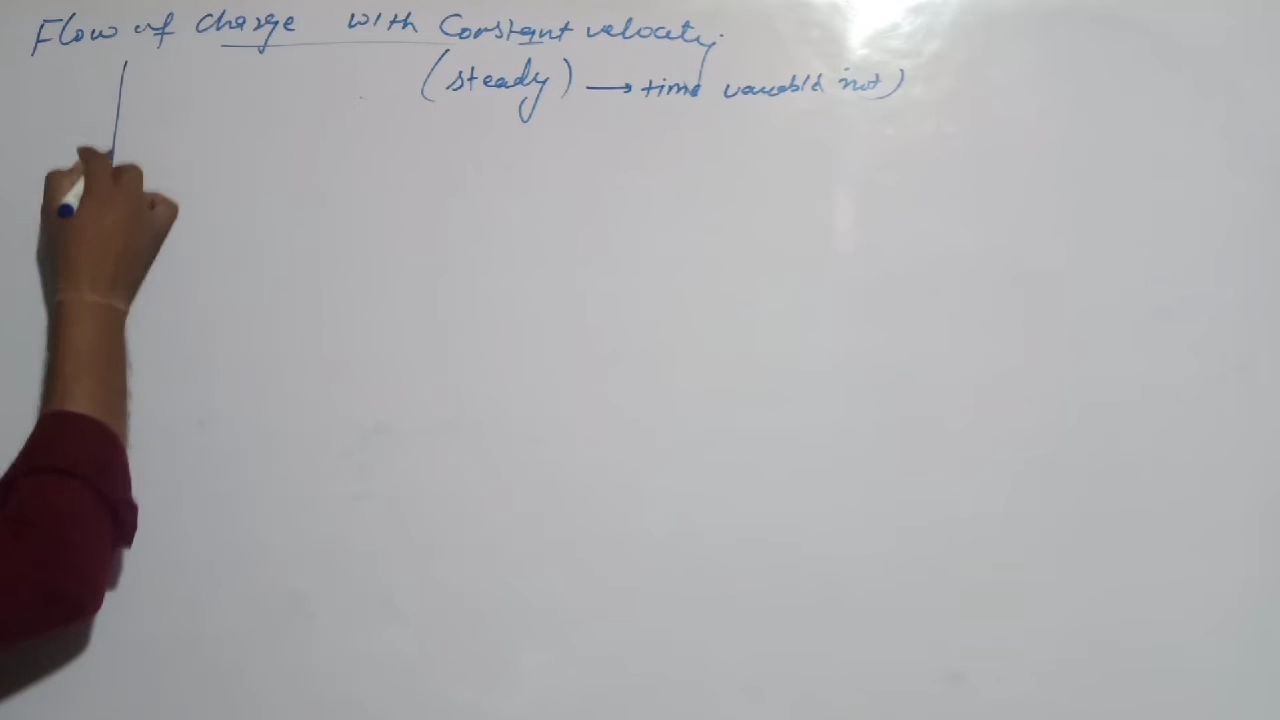 Flow of charge with Constant velocity
(steady) → time variable not)